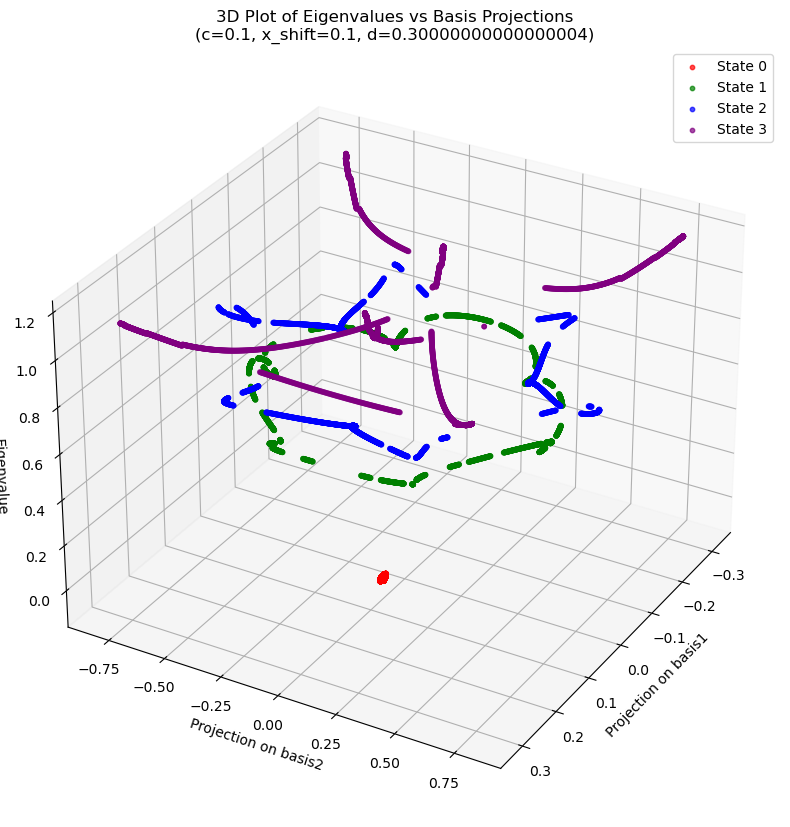 3D Plot of Eigenvalues vs Basis Projections
(c=0.1, x_shift=0.1, d=0.30000000000000004)
State 0
State 1
State 2
State 3
1.2
1.0
0.8
0.6
0.4
0.2
0.0
Eigenvalue
−0.75
−0.50
−0.25
0.00
0.25
0.50
0.75
Projection on basis2
−0.3
−0.2
−0.1
0.0
0.1
0.2
0.3
Projection on basis1